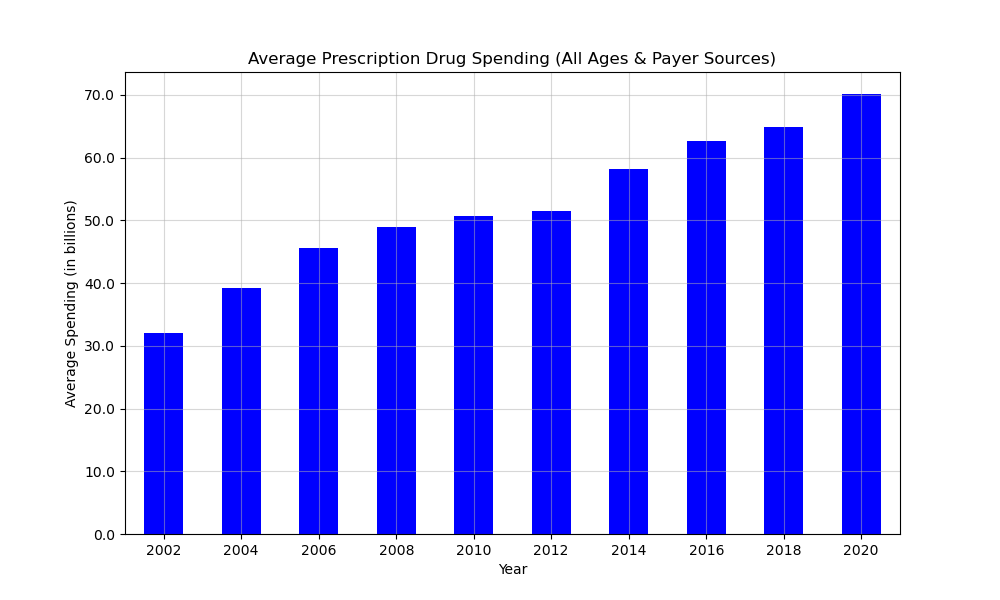 Average Prescription Drug Spending (All Ages & Payer Sources)
Average Spending (in billions)
70.0
60.0
50.0
40.0
30.0
20.0
10.0
0.0
2002 2004 2006 2008 2010 2012 2014 2016 2018 2020
Year